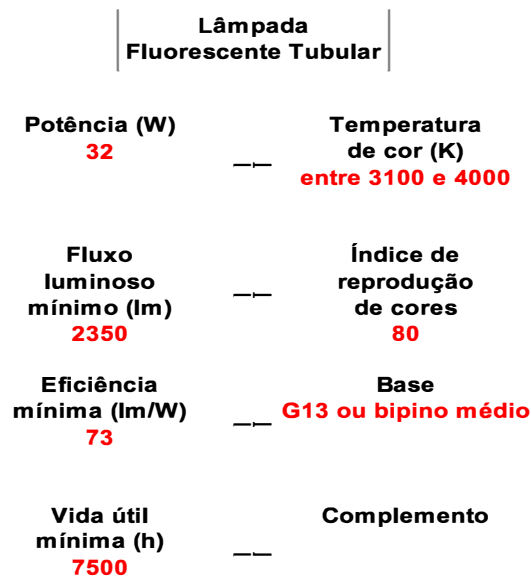 Lâmpada
Fluorescente Tubular
Potência (W)
32
Temperatura
de cor (K)
entre 3100 e 4000
Fluxo
luminoso
mínimo (lm)
2350
Índice de
reprodução
de cores
80
Eficiência
mínima (lm/W)
73
Base
G13 ou bipino médio
Vida útil
mínima (h)
7500
Complemento